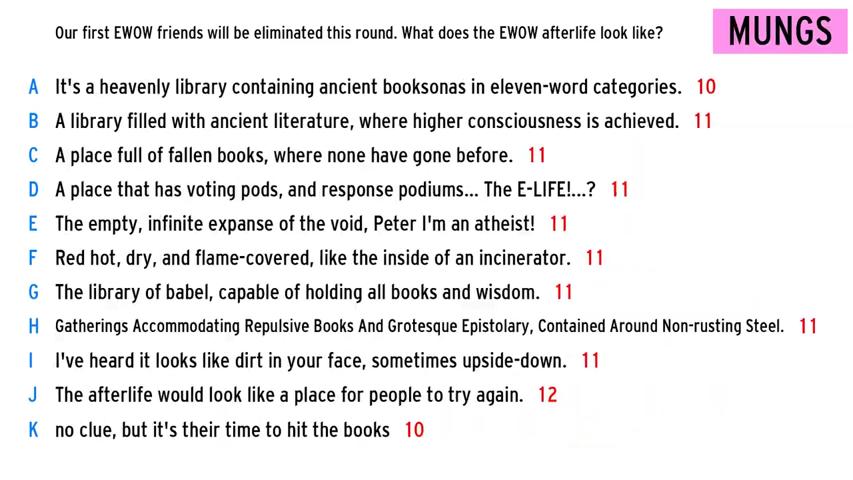 Our first EWOW friends will be eliminated this round. What does the EWOW afterlife look like?
MUNGS
A It's a heavenly library containing ancient booksonas in eleven-word categories. 10
B A library filled with ancient literature, where higher consciousness is achieved. 11
C A place full of fallen books, where none have gone before. 11
D A place that has voting pods, and response podiums... The E-LIFE!...? 11
E The empty, infinite expanse of the void, Peter I'm an atheist! 11
F Red hot, dry, and flame-covered, like the inside of an incinerator. 11
G The library of babel, capable of holding all books and wisdom. 11
H Gatherings Accommodating Repulsive Books And Grotesque Epistolary, Contained Around Non-rusting Steel. 11
I I've heard it looks like dirt in your face, sometimes upside-down. 11
J The afterlife would look like a place for people to try again. 12
K no clue, but it's their time to hit the books 10